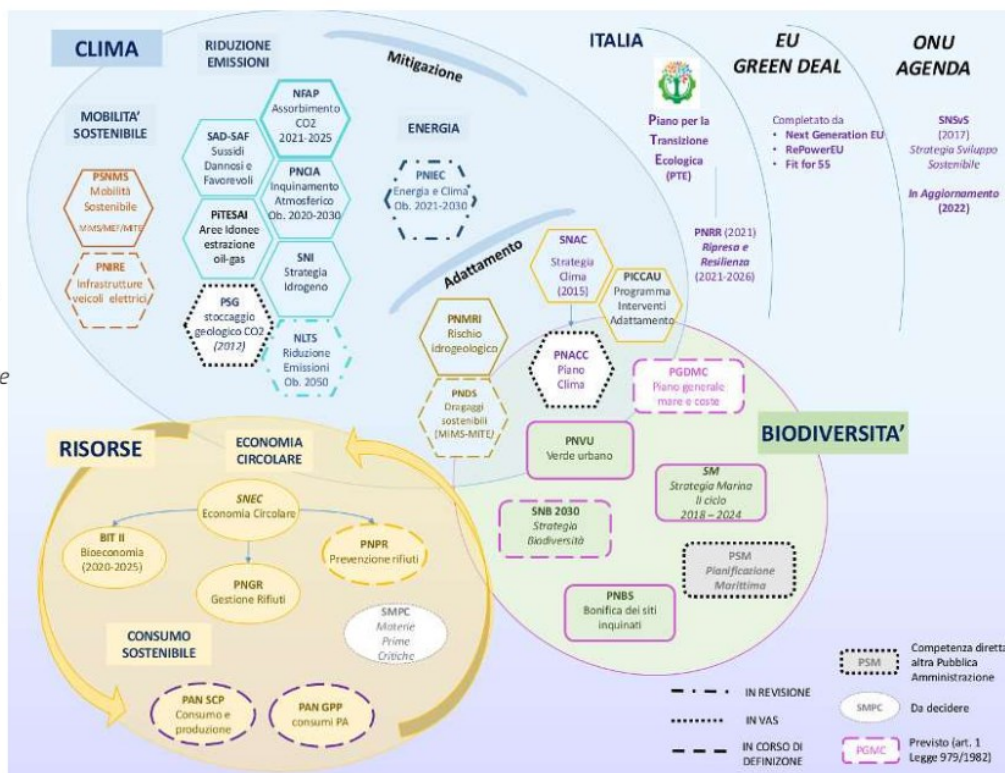 CLIMA
RIDUZIONE
EMISSIONI
Mitigazione
ITALIA
EU
GREEN DEAL
ONU
AGENDA
MOBILITA' 
SOSTENIBILE
PSNMS
Mobilità
Sostenibile
MIMS/MEF/MITE
PNIRE
Infrastrutture
veicoli elettrici
NFAP
Assorbimento
CO2
2021-2025
SAD-SAF
Sussidi
Dannosi e
Favorevoli
PNCIA
Inquinamento
Atmosferico
Ob. 2020-2030
PiTESAI
Aree Idonee
estrazione
oil-gas
SNI
Strategia
Idrogeno
PSG
stoccaggio
geologico CO2
(2012)
NLTS
Riduzione
Emissioni
Ob. 2050
ENERGIA
PNIEC
Energia e Clima
Ob. 2021-2030
Adattamento
SNAC
Strategia
Clima
(2015)
PICCAU
Programma
Interventi
Adattamento
PNMRI
Rischio
idrogeologico
PNACC
Piano
Clima
PNDS
Dragaggi
sostenibili
(MIMS-MITE)
Piano per la
Transizione
Ecologica
(PTE)
PNRR (2021)
Ripresa e
Resilienza
(2021-2026)
Completato da
• Next Generation EU
• RePowerEU
• Fit for 55
SNSvS
(2017)
Strategia Sviluppo
Sostenibile
In Aggiornamento
(2022)
e
PGDMC
Piano generale
mare e coste
BIODIVERSITA'
PNVU
Verde urbano
SM
Strategia Marina
II ciclo
2018 – 2024
SNB 2030
Strategia
Biodiversità
PSM
Pianificazione
Marittima
PNBS
Bonifica dei siti
inquinati
RISORSE
ECONOMIA
CIRCOLARE
SNEC
Economia Circolare
BIT II
Bioeconomia
(2020-2025)
PNPR
Prevenzione rifiuti
PNGR
Gestione Rifiuti
SMPC
Materie
Prime
Critiche
CONSUMO
SOSTENIBILE
PAN SCP
Consumo e
produzione
PAN GPP
consumi PA
IN REVISIONE
IN VAS
IN CORSO DI
DEFINIZONE
PSM
Competenza diretta
altra Pubblica
Amministrazione
SMPC
Da decidere
PGMC
Previsto (art. 1
Legge 979/1982)